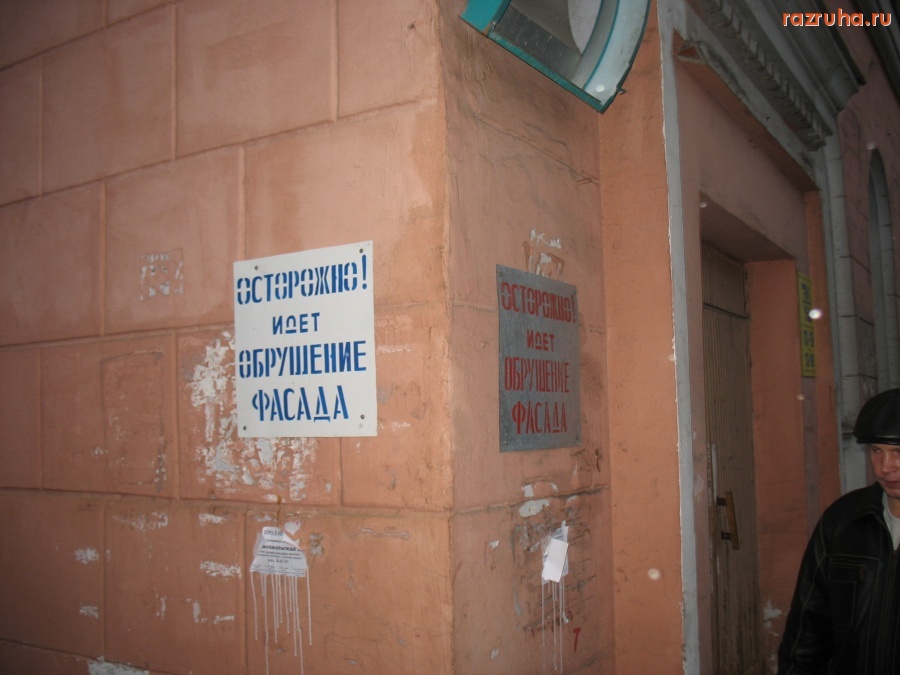 razruha.ru
ОСТОРОЖНО!
ИДЕТ
ОБРУШЕНИЕ
ФАСАДА
ОСТОРОЖНО!
ИДЕТ
ОБРУШЕНИЕ
ФАСАДА